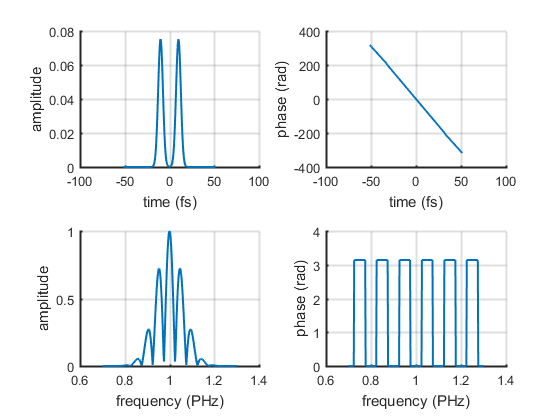 0.08
0.06
0.04
0.02
0
amplitude
-100 -50 0 50 100
time (fs)
400
200
0
-200
-400
phase (rad)
-100 -50 0 50 100
time (fs)
1
0.5
0
amplitude
0.6 0.8 1 1.2 1.4
frequency (PHz)
4
3
2
1
0
phase (rad)
0.6 0.8 1 1.2 1.4
frequency (PHz)